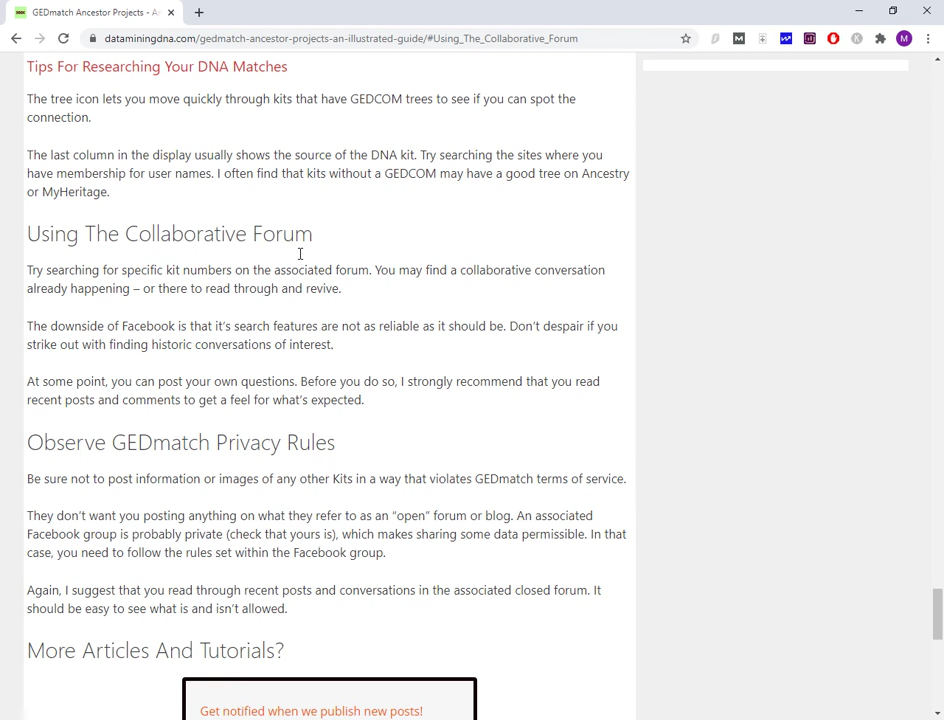 GEDmatch Ancestor Projects - A
dataminingdna.com/gedmatch-ancestor-projects-an-illustrated-guide/#Using_The_Collaborative_Forum
M
Tips For Researching Your DNA Matches
The tree icon lets you move quickly through kits that have GEDCOM trees to see if you can spot the
connection.
The last column in the display usually shows the source of the DNA kit. Try searching the sites where you
have membership for user names. I often find that kits without a GEDCOM may have a good tree on Ancestry
or MyHeritage.
Using The Collaborative Forum
Try searching for specific kit numbers on the associated forum. You may find a collaborative conversation
already happening – or there to read through and revive.
The downside of Facebook is that it’s search features are not as reliable as it should be. Don’t despair if you
strike out with finding historic conversations of interest.
At some point, you can post your own questions. Before you do so, I strongly recommend that you read
recent posts and comments to get a feel for what’s expected.
Observe GEDmatch Privacy Rules
Be sure not to post information or images of any other Kits in a way that violates GEDmatch terms of service.
They don’t want you posting anything on what they refer to as an “open” forum or blog. An associated
Facebook group is probably private (check that yours is), which makes sharing some data permissible. In that
case, you need to follow the rules set within the Facebook group.
Again, I suggest that you read through recent posts and conversations in the associated closed forum. It
should be easy to see what is and isn’t allowed.
More Articles And Tutorials?
Get notified when we publish new posts!